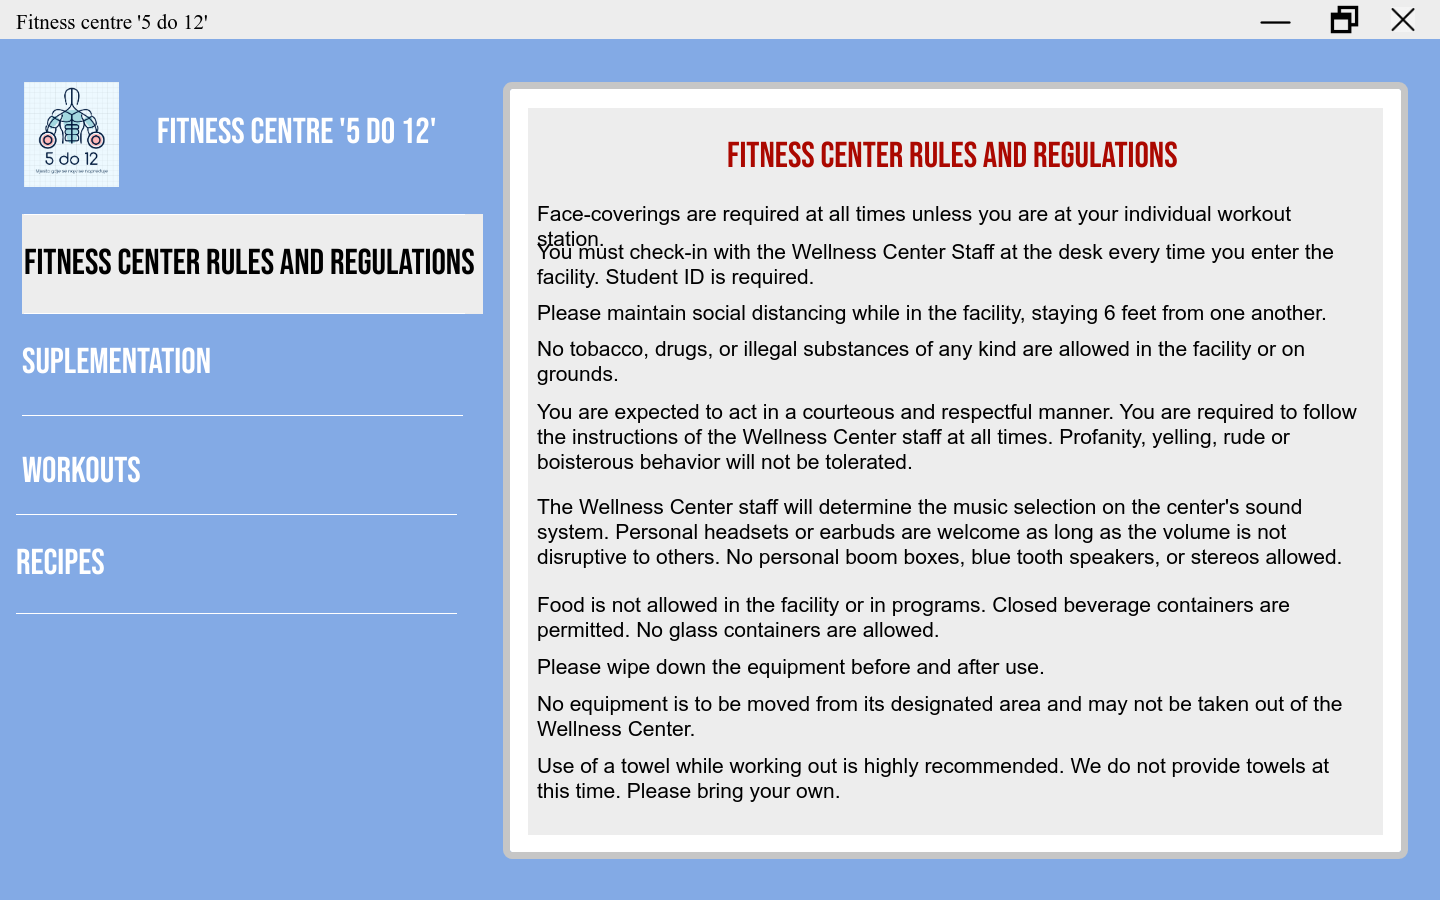 Fitness centre '5 do 12'
5 do 12
FITNESS CENTRE '5 DO 12'
FITNESS CENTER RULES AND REGULATIONS
SUPLEMENTATION
WORKOUTS
RECIPES
FITNESS CENTER RULES AND REGULATIONS
Face-coverings are required at all times unless you are at your individual workout
station.
You must check-in with the Wellness Center Staff at the desk every time you enter the
facility. Student ID is required.
Please maintain social distancing while in the facility, staying 6 feet from one another.
No tobacco, drugs, or illegal substances of any kind are allowed in the facility or on
grounds.
You are expected to act in a courteous and respectful manner. You are required to follow
the instructions of the Wellness Center staff at all times. Profanity, yelling, rude or
boisterous behavior will not be tolerated.
The Wellness Center staff will determine the music selection on the center's sound
system. Personal headsets or earbuds are welcome as long as the volume is not
disruptive to others. No personal boom boxes, blue tooth speakers, or stereos allowed.
Food is not allowed in the facility or in programs. Closed beverage containers are
permitted. No glass containers are allowed.
Please wipe down the equipment before and after use.
No equipment is to be moved from its designated area and may not be taken out of the
Wellness Center.
Use of a towel while working out is highly recommended. We do not provide towels at
this time. Please bring your own.